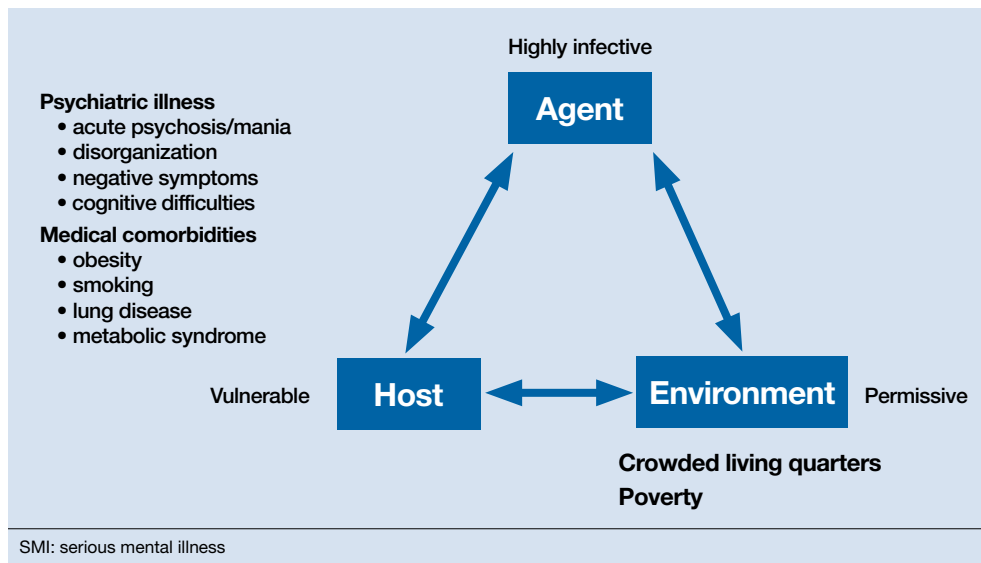 Highly infective
Agent
Psychiatric illness
• acute psychosis/mania
• disorganization
• negative symptoms
• cognitive difficulties
Medical comorbidities
• obesity
• smoking
• lung disease
• metabolic syndrome
Vulnerable
Host
Environment
Permissive
Crowded living quarters
Poverty
SMI: serious mental illness